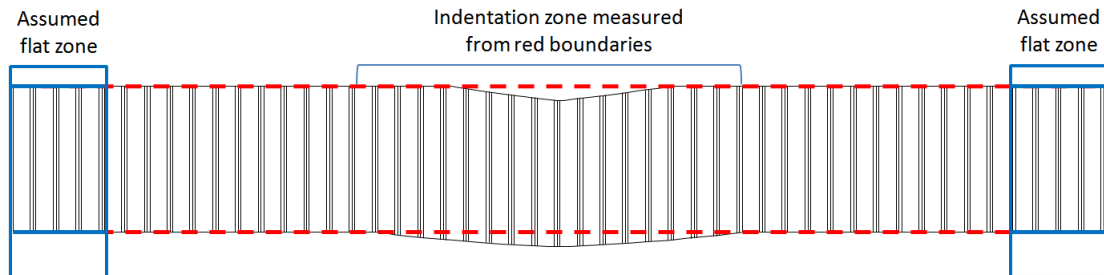 Assumed
flat zone
Indentation zone measured
from red boundaries
Assumed
flat zone